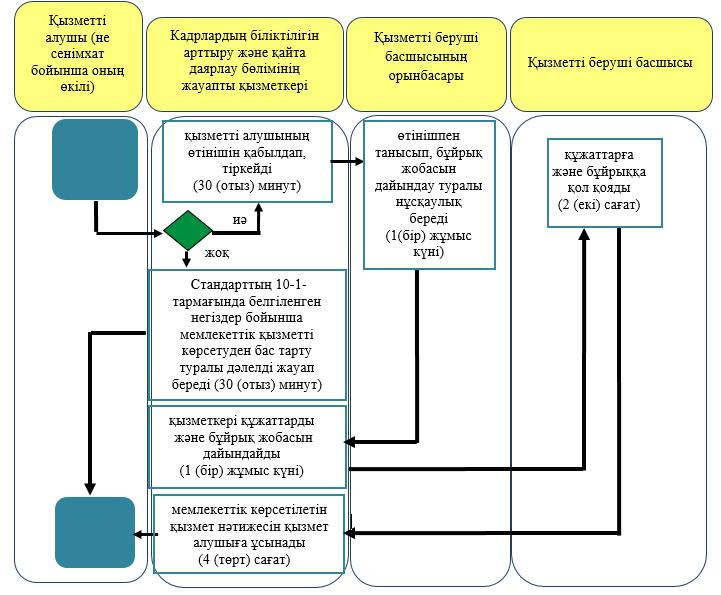 Қызметті
алушы (не
сенімхат
бойынша оның
өкілі)
Кадрлардың біліктілігін
арттыру және қайта
даярлау бөлімінің
жауапты қызметкері
Қызметті беруші
басшысының
орынбасары
Қызметті беруші басшысы
қызметті алушының
өтінішін қабылдап,
тіркейді
(30 (отыз) минут)
өтінішпен
танысып, бұйрық
жобасын
дайындау туралы
нұсқаулық
береді
(1(бір) жұмыс
күні)
құжаттарға
және бұйрыққа
қол қояды
(2 (екі) сағат)
иә
жоқ
Стандарттың 10-1-
тармағында белгіленген
негіздер бойынша
мемлекеттік қызметті
көрсетуден бас тарту
туралы дәлелді жауап
береді (30 (отыз) минут)
қызметкері құжаттарды
және бұйрық жобасын
дайындайды
(1 (бір) жұмыс күні)
мемлекеттік көрсетілетін
қызмет нәтижесін қызмет
алушыға ұсынады
(4 (төрт) сағат)